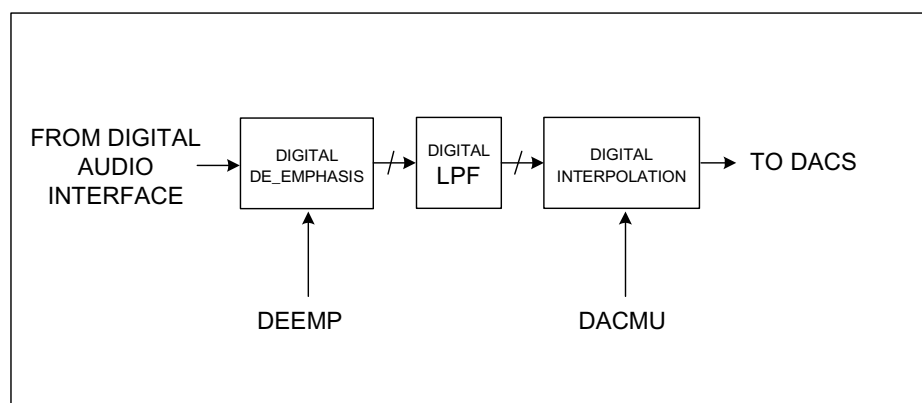 FROM DIGITAL
AUDIO
INTERFACE
DIGITAL
DE_EMPHASIS
DIGITAL
LPF
DIGITAL
INTERPOLATION
TO DACS
DEEMP
DACMU